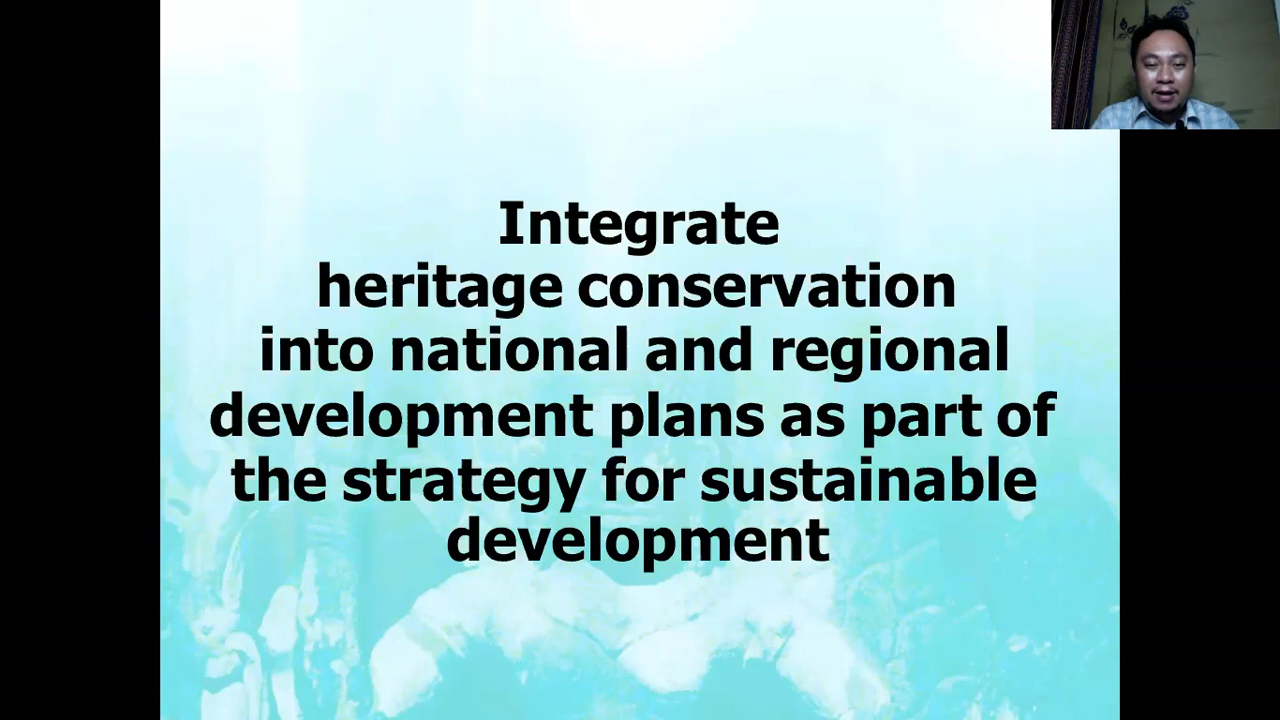 Integrate
heritage conservation
into national and regional
development plans as part of
the strategy for sustainable
development